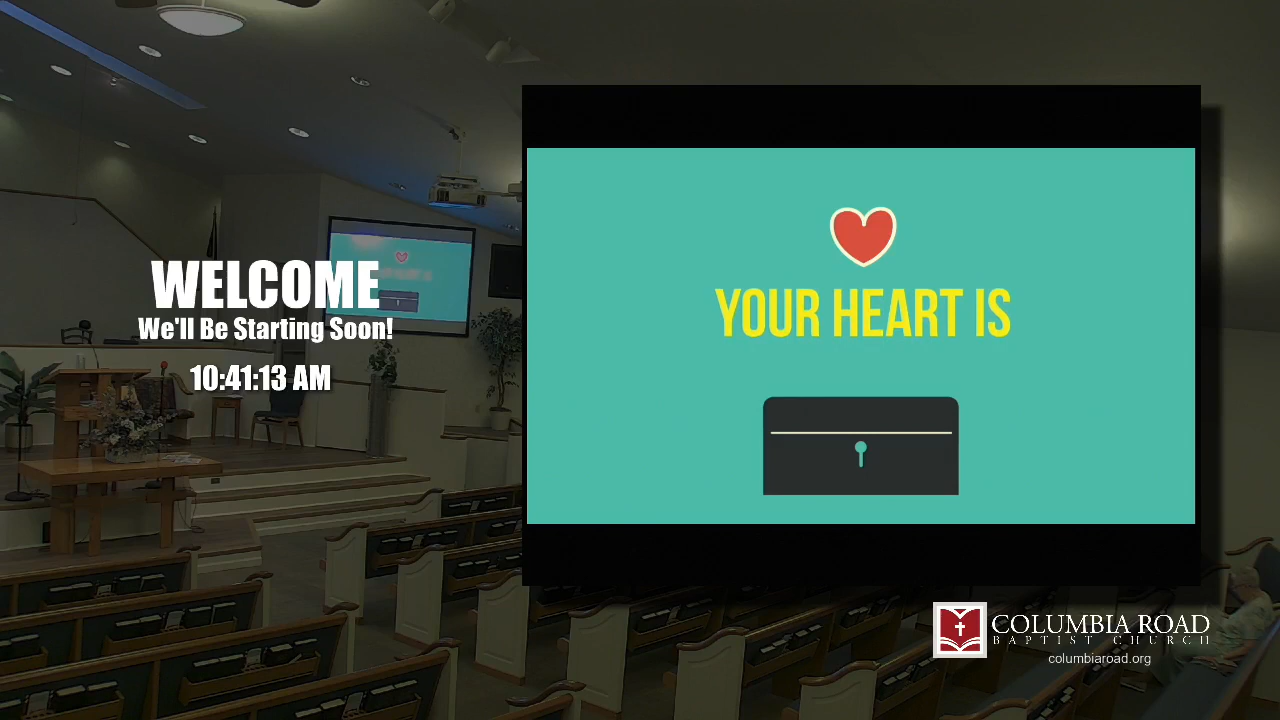 WELCOME
We'll Be Starting Soon!
10:41:13 AM
YOUR HEART IS
COLUMBIA ROAD
BAPTIST CHURCH
columbiaroad.org